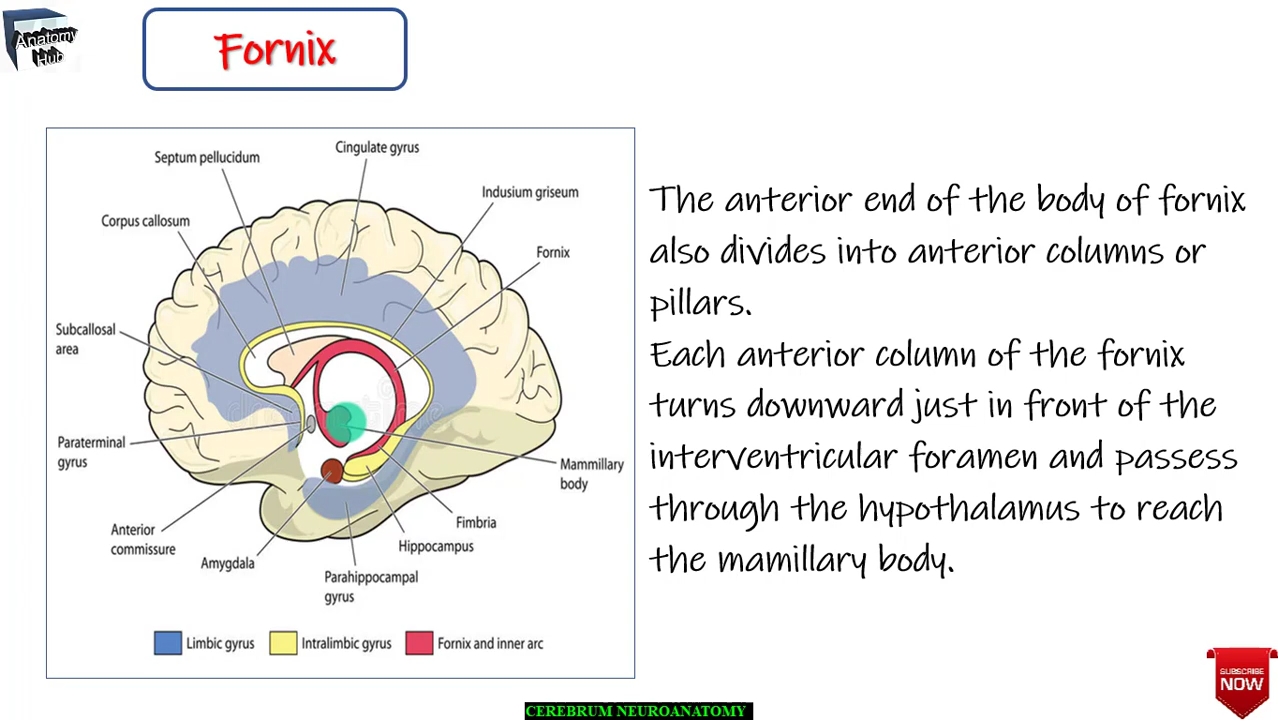 Anatomy
Hub
Fornix
Septum pellucidum
Cingulate gyrus
Indusium griseum
Corpus callosum
Fornix
Subcallosal
area
Paraterminal
gyrus
Mammillary
body
Anterior
commissure
Fimbria
Hippocampus
Amygdala
Parahippocampal
gyrus
Limbic gyrus
Intralimbic gyrus
Fornix and inner arc
The anterior end of the body of fornix
also divides into anterior columns or
pillars.
Each anterior column of the fornix
turns downward just in front of the
interventricular foramen and passess
through the hypothalamus to reach
the mamillary body.
SUBSCRIBE
NOW
CEREBRUM NEUROANATOMY